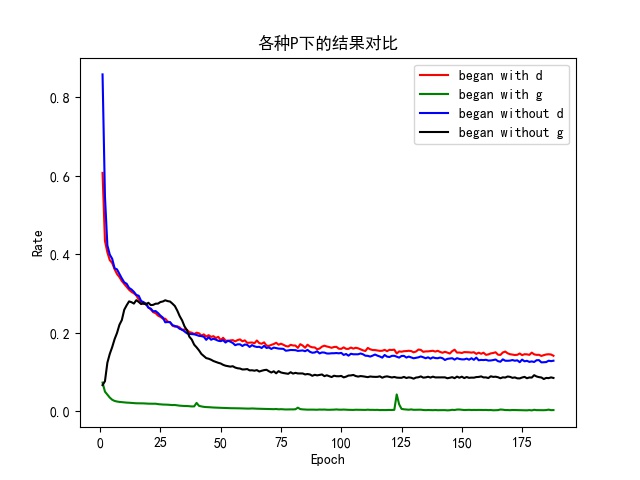 各种P下的结果对比
began with d
began with g
began without d
began without g
Rate
0.8
0.6
0.4
0.2
0.0
0 25 50 75 100 125 150 175
Epoch